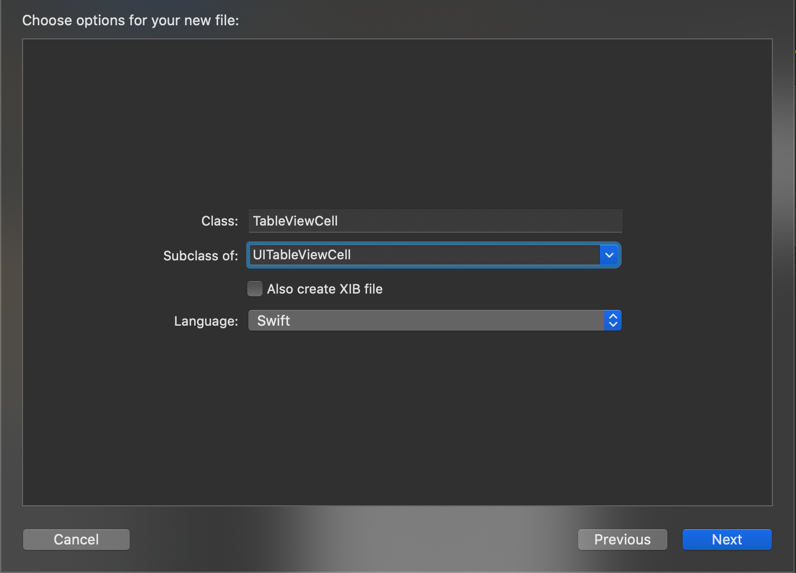 Choose options for your new file:
Class: TableViewCell
Subclass of: UITableViewCell
Also create XIB file
Language: Swift
Cancel Previous Next